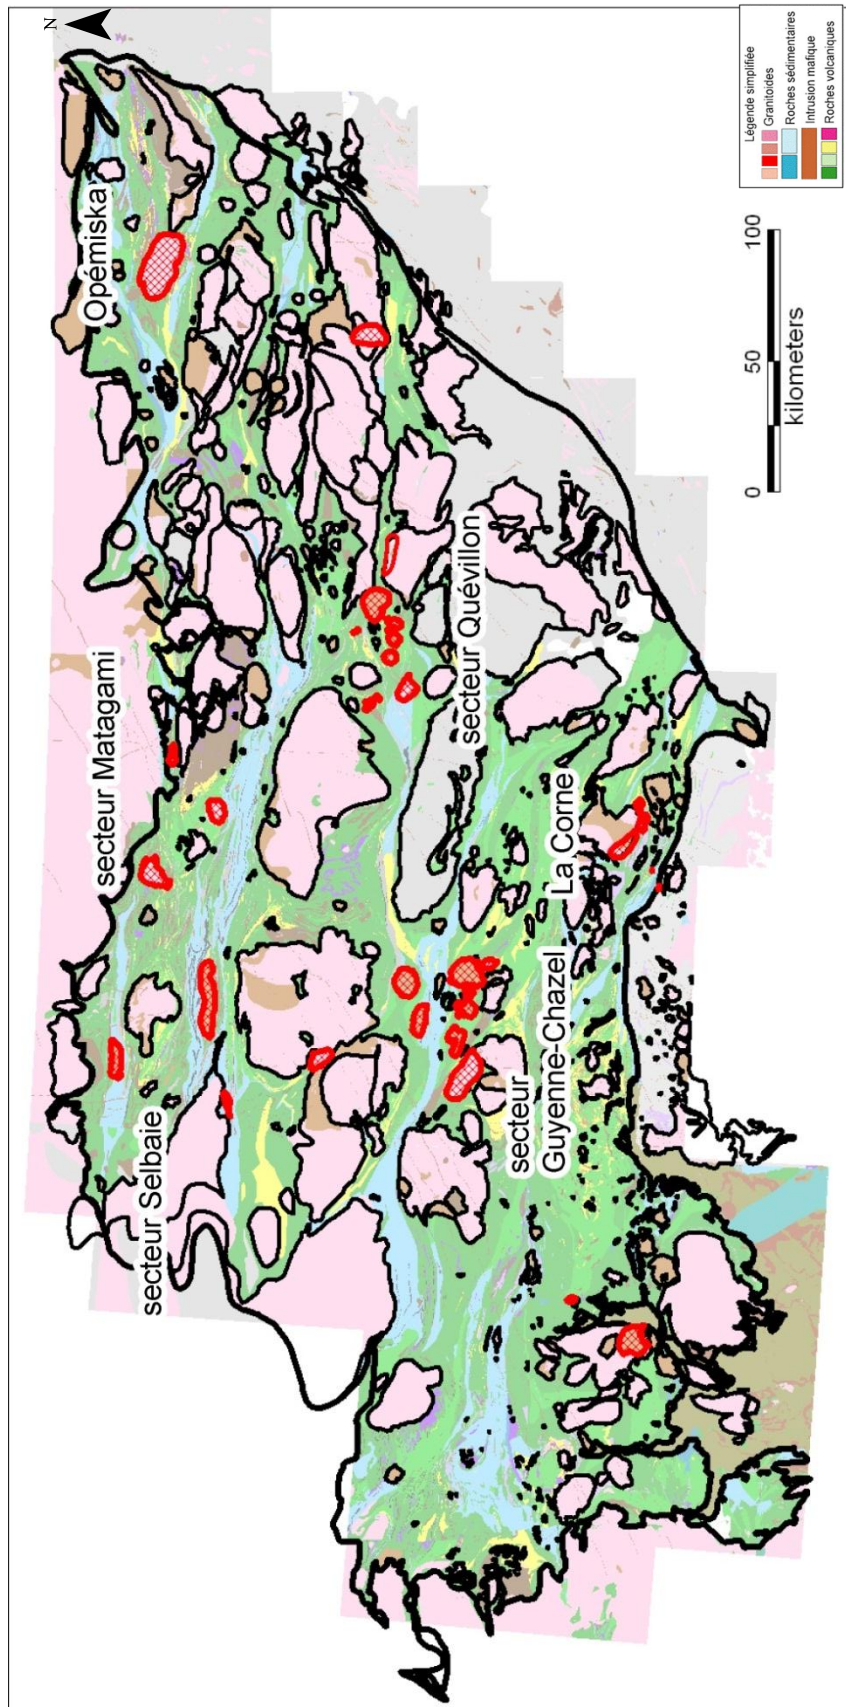 N
Opémiska
secteur Matagami
secteur Selbaie
secteur Quévillon
La Corne
secteur
Guyenne-Chazel
0 50 100
kilometers
Légende simplifiée
Granitoides
Roches sédimentaires
Intrusion mafique
Roches volcaniques